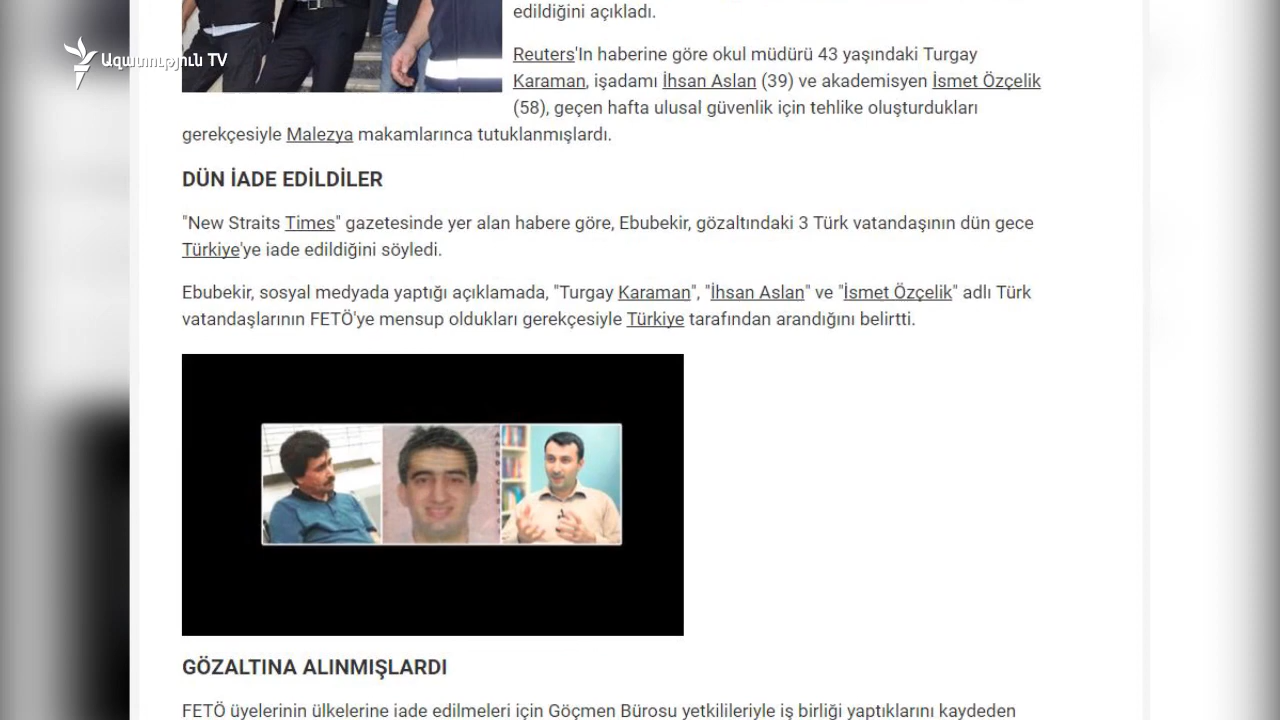 edildiğini açıkladı.
Ազատություն TV
Reuters'In haberine göre okul müdürü 43 yaşındaki Turgay
Karaman, işadamı İhsan Aslan (39) ve akademisyen İsmet Özçelik
(58), geçen hafta ulusal güvenlik için tehlike oluşturdukları
gerekçesiyle Malezya makamlarınca tutuklanmışlardı.
DÜN İADE EDİLDİLER
"New Straits Times" gazetesinde yer alan habere göre, Ebubekir, gözaltındaki 3 Türk vatandaşının dün gece
Türkiye'ye iade edildiğini söyledi.
Ebubekir, sosyal medyada yaptığı açıklamada, "Turgay Karaman", "İhsan Aslan" ve "İsmet Özçelik" adlı Türk
vatandaşlarının FETÖ'ye mensup oldukları gerekçesiyle Türkiye tarafından arandığını belirtti.
GÖZALTINA ALINMIŞLARDI
FETÖ üyelerinin ülkelerine iade edilmeleri için Göçmen Bürosu yetkilileriyle iş birliği yaptıklarını kaydeden